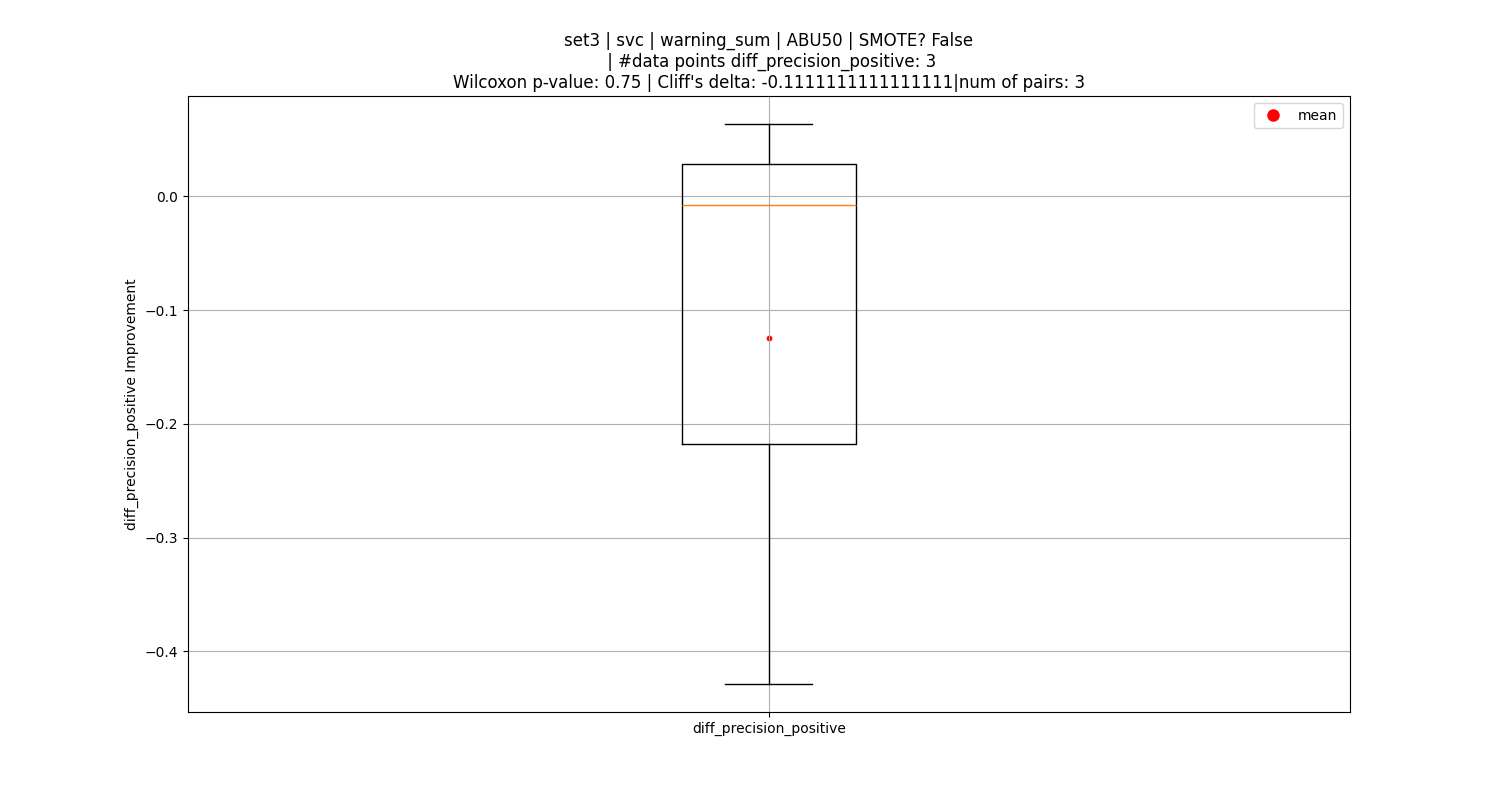 set3 | svc | warning_sum | ABU50 | SMOTE? False
| #data points diff_precision_positive: 3
Wilcoxon p-value: 0.75 | Cliff's delta: -0.1111111111111111|num of pairs: 3
mean
0.0
−0.1
−0.2
−0.3
−0.4
diff_precision_positive Improvement
diff_precision_positive